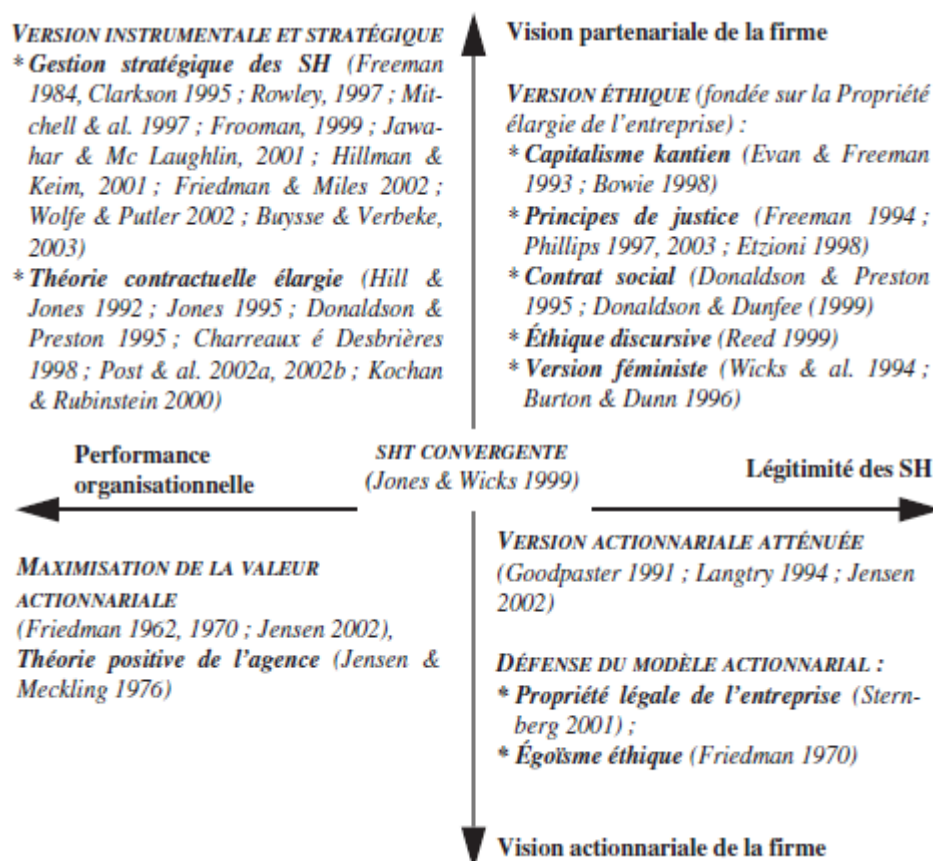 VERSION INSTRUMENTALE ET STRATÉGIQUE
* Gestion stratégique des SH (Freeman
1984, Clarkson 1995 ; Rowley, 1997 ; Mit-
chell & al. 1997 ; Frooman, 1999 ; Jawa-
har & Mc Laughlin, 2001 ; Hillman &
Keim, 2001 ; Friedman & Miles 2002 ;
Wolfe & Putler 2002 ; Buysse & Verbeke,
2003)
* Théorie contractuelle élargie (Hill &
Jones 1992 ; Jones 1995 ; Donaldson &
Preston 1995 ; Charreaux é Desbrières
1998 ; Post & al. 2002a, 2002b ; Kochan
& Rubinstein 2000)
Vision partenariale de la firme
VERSION ÉTHIQUE (fondée sur la Propriété
élargie de l'entreprise) :
* Capitalisme kantien (Evan & Freeman
1993 ; Bowie 1998)
* Principes de justice (Freeman 1994 ;
Phillips 1997, 2003 ; Etzioni 1998)
* Contrat social (Donaldson & Preston
1995 ; Donaldson & Dunfee (1999)
* Éthique discursive (Reed 1999)
* Version féministe (Wicks & al. 1994 ;
Burton & Dunn 1996)
Performance
organisationnelle
SHT CONVERGENTE
(Jones & Wicks 1999)
Légitimité des SH
MAXIMISATION DE LA VALEUR
ACTIONNARIALE
(Friedman 1962, 1970 ; Jensen 2002),
Théorie positive de l'agence (Jensen &
Meckling 1976)
VERSION ACTIONNARIALE ATTÉNUÉE
(Goodpaster 1991 ; Langtry 1994 ; Jensen
2002)
DÉFENSE DU MODÈLE ACTIONNARIAL :
* Propriété légale de l'entreprise (Stern-
berg 2001) ;
* Égoïsme éthique (Friedman 1970)
Vision actionnariale de la firme